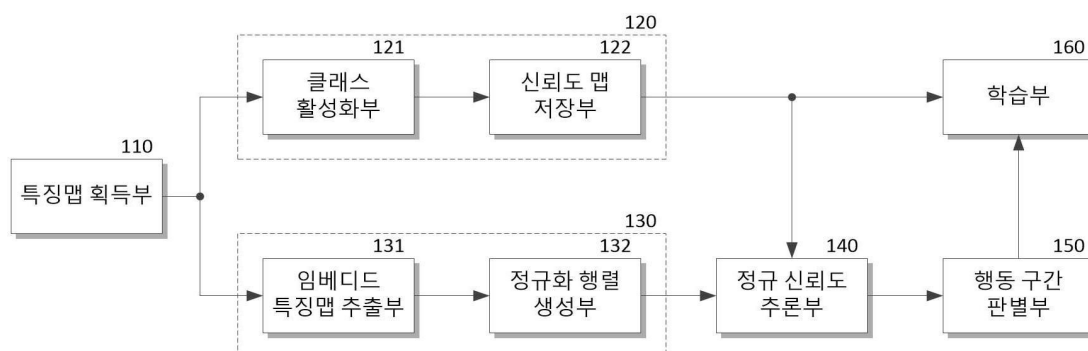 120
121
클래스
활성화부
122
신뢰도 맵
저장부
160
학습부
110
특징맵 획득부
130
131
임베디드
특징맵 추출부
132
정규화 행렬
생성부
140
정규 신뢰도
추론부
150
행동 구간
판별부